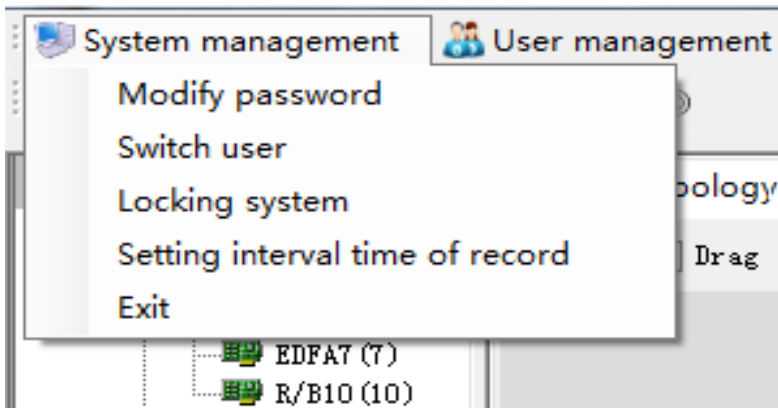 System management User management
Modify password
Switch user
Locking system
Setting interval time of record
Exit
Drag
EDFA7 (7)
R/B10 (10)